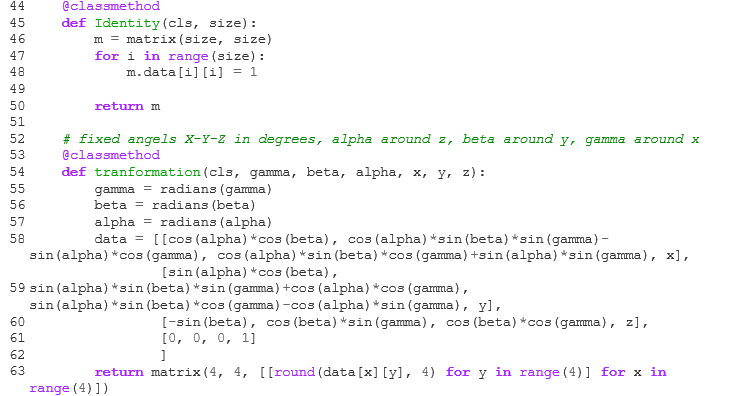 44 @classmethod
45 def Identity(cls, size):
46 m = matrix(size, size)
47 for i in range(size):
48 m.data[i][i] = 1
49
50 return m
51
52 # fixed angels X-Y-Z in degrees, alpha around z, beta around y, gamma around x
53 @classmethod
54 def tranformation(cls, gamma, beta, alpha, x, y, z):
55 gamma = radians(gamma)
56 beta = radians(beta)
57 alpha = radians(alpha)
58 data = [[cos(alpha)*cos(beta), cos(alpha)*sin(beta)*sin(gamma)-
sin(alpha)*cos(gamma), cos(alpha)*sin(beta)*cos(gamma)+sin(alpha)*sin(gamma), x],
[sin(alpha)*cos(beta),
59 sin(alpha)*sin(beta)*sin(gamma)+cos(alpha)*cos(gamma),
sin(alpha)*sin(beta)*cos(gamma)-cos(alpha)*sin(gamma), y],
60 [-sin(beta), cos(beta)*sin(gamma), cos(beta)*cos(gamma), z],
61 [0, 0, 0, 1]
62 ]
63 return matrix(4, 4, [[round(data[x][y], 4) for y in range(4)] for x in
range(4)])